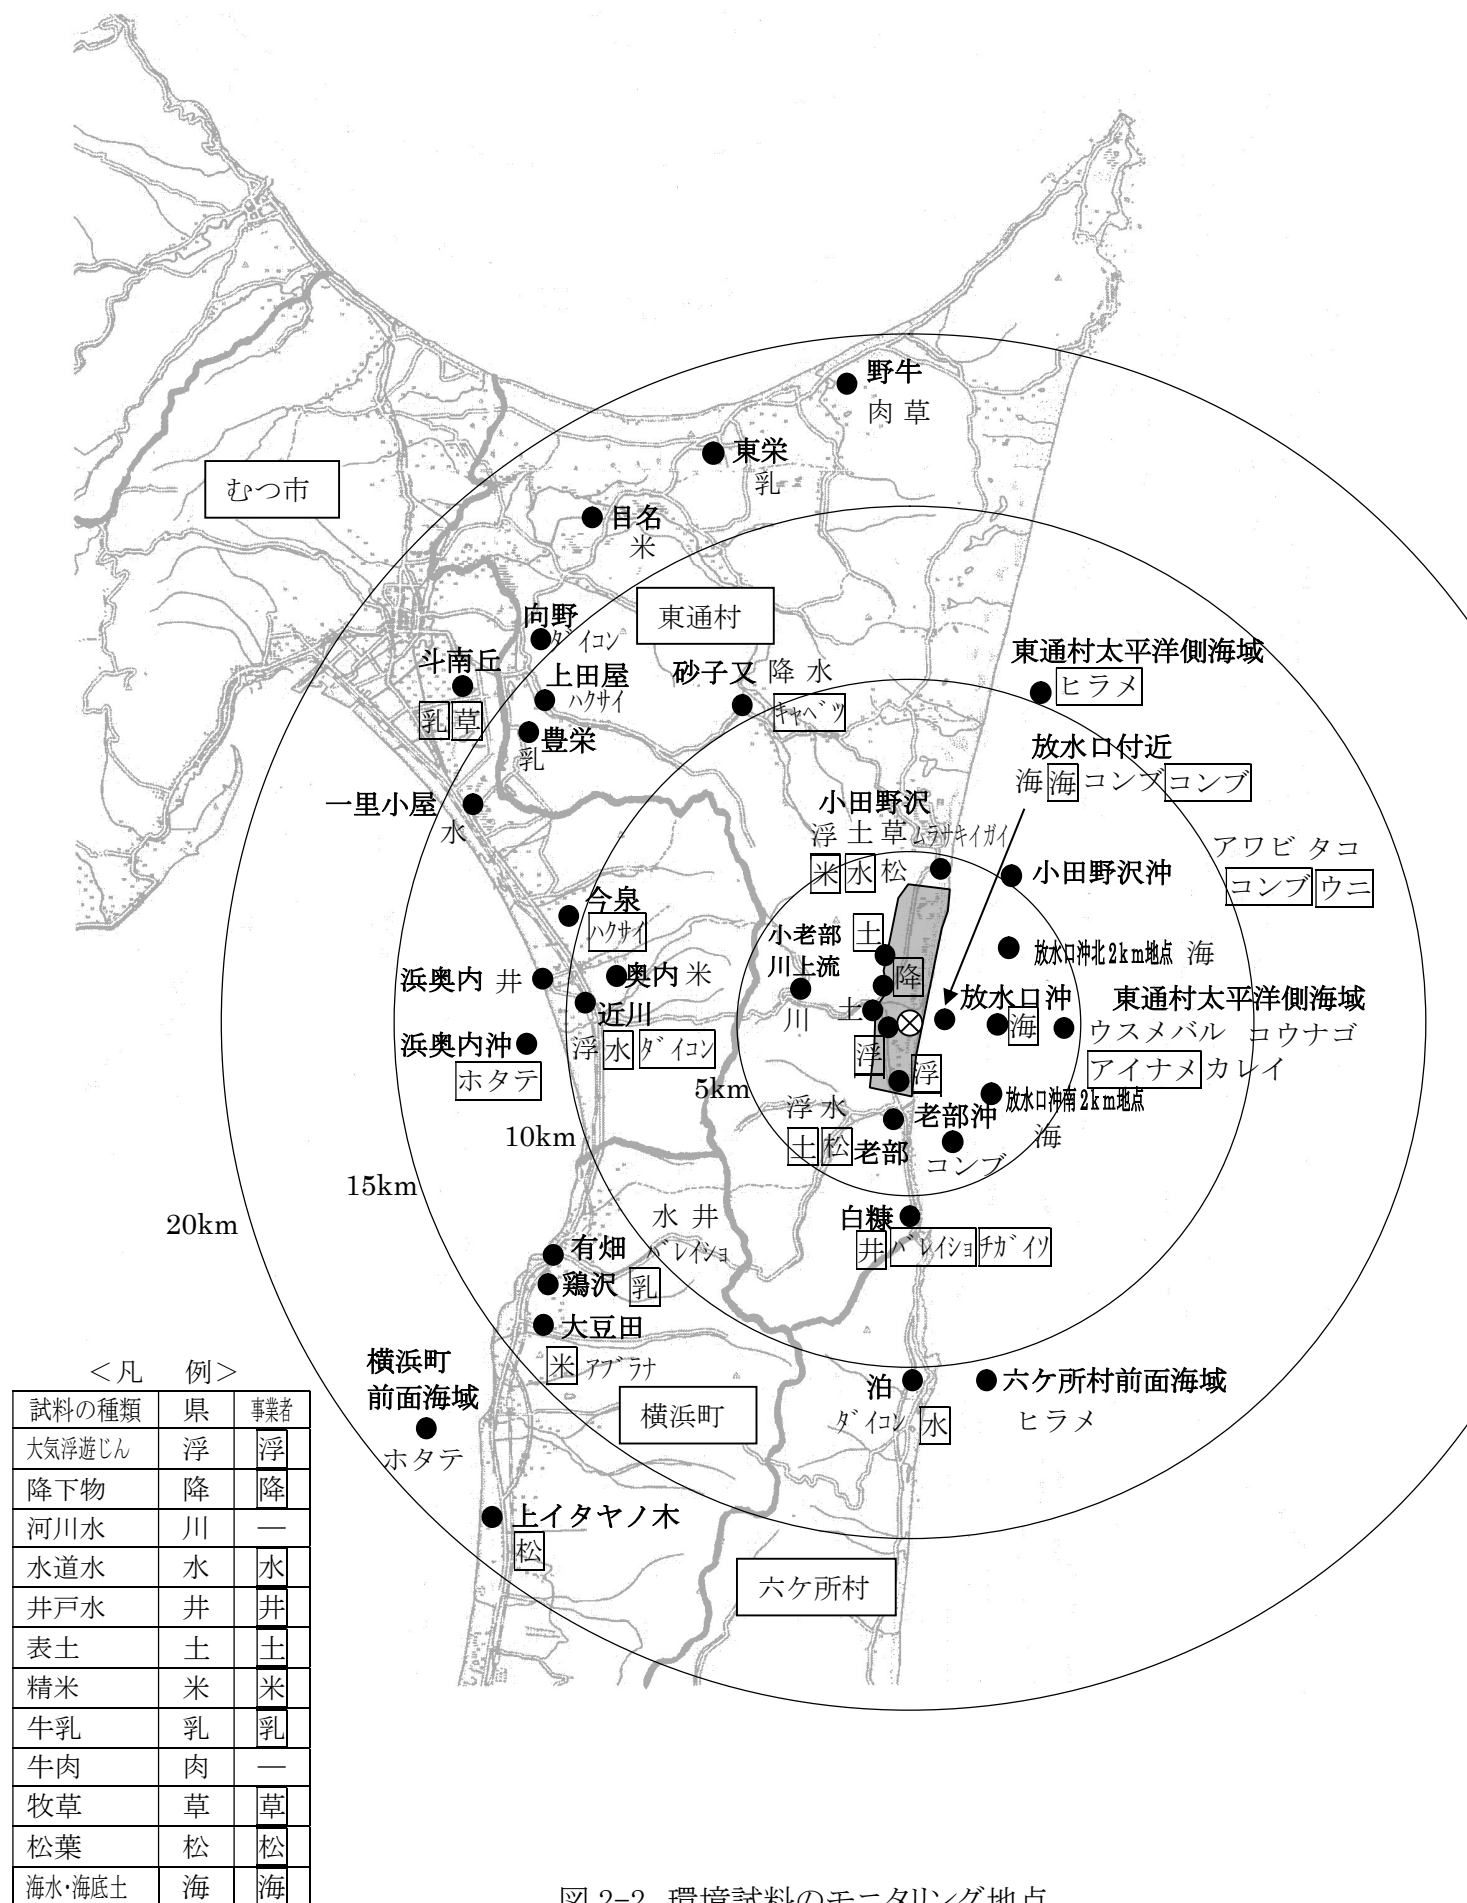 野牛
肉 草
東栄
乳
むつ市
目名
米
東通村
向野
ダイコン
斗南丘
乳 草
上田屋
ハクサイ
豊栄
乳
砂子又 降 水
キャベツ
東通村太平洋側海域
ヒラメ
放水口付近
海 海 コンブ コンブ
一里小屋
水
小田野沢
浮 土 草 ムラサキイガイ
米 水 松
小田野沢沖
アワビ タコ
コンブ ウニ
今泉
ハクサイ
小老部
川上流
川
土
降
土
浮
浮
放水口沖北2km地点 海
浜奥内 井
奥内 米
近川
浮 水 ダイコン
放水口沖
海
東通村太平洋側海域
ウスメバル コウナゴ
アイナメ カレイ
浜奥内沖
ホタテ
5km
10km
15km
20km
放水口沖南2km地点
海
浮 水
土 松 老部
老部沖
コンブ
白糠
井 バレイショ チガイソ
水 井
バレイショ
有畑
鶏沢 乳
大豆田
米 アブラナ
横浜町
前面海域
ホタテ
横浜町
泊
ダイコン 水
六ケ所村前面海域
ヒラメ
上イタヤノ木
松
六ケ所村
＜凡 例＞
試料の種類 県 事業者
大気浮遊じん 浮 浮
降下物 降 降
河川水 川 ―
水道水 水 水
井戸水 井 井
表土 土 土
精米 米 米
牛乳 乳 乳
牛肉 肉 ―
牧草 草 草
松葉 松 松
海水・海底土 海 海
図 2-2 環境試料のモニタリング地点